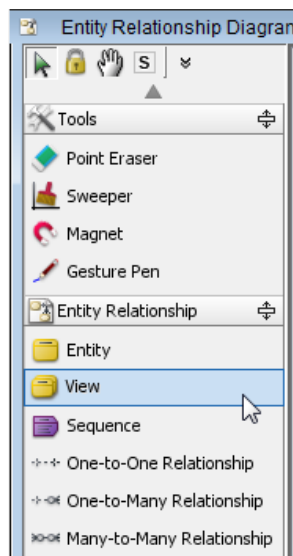 Entity Relationship Diagran
S
Tools
Point Eraser
Sweeper
Magnet
Gesture Pen
Entity Relationship
Entity
View
Sequence
One-to-One Relationship
One-to-Many Relationship
Many-to-Many Relationship